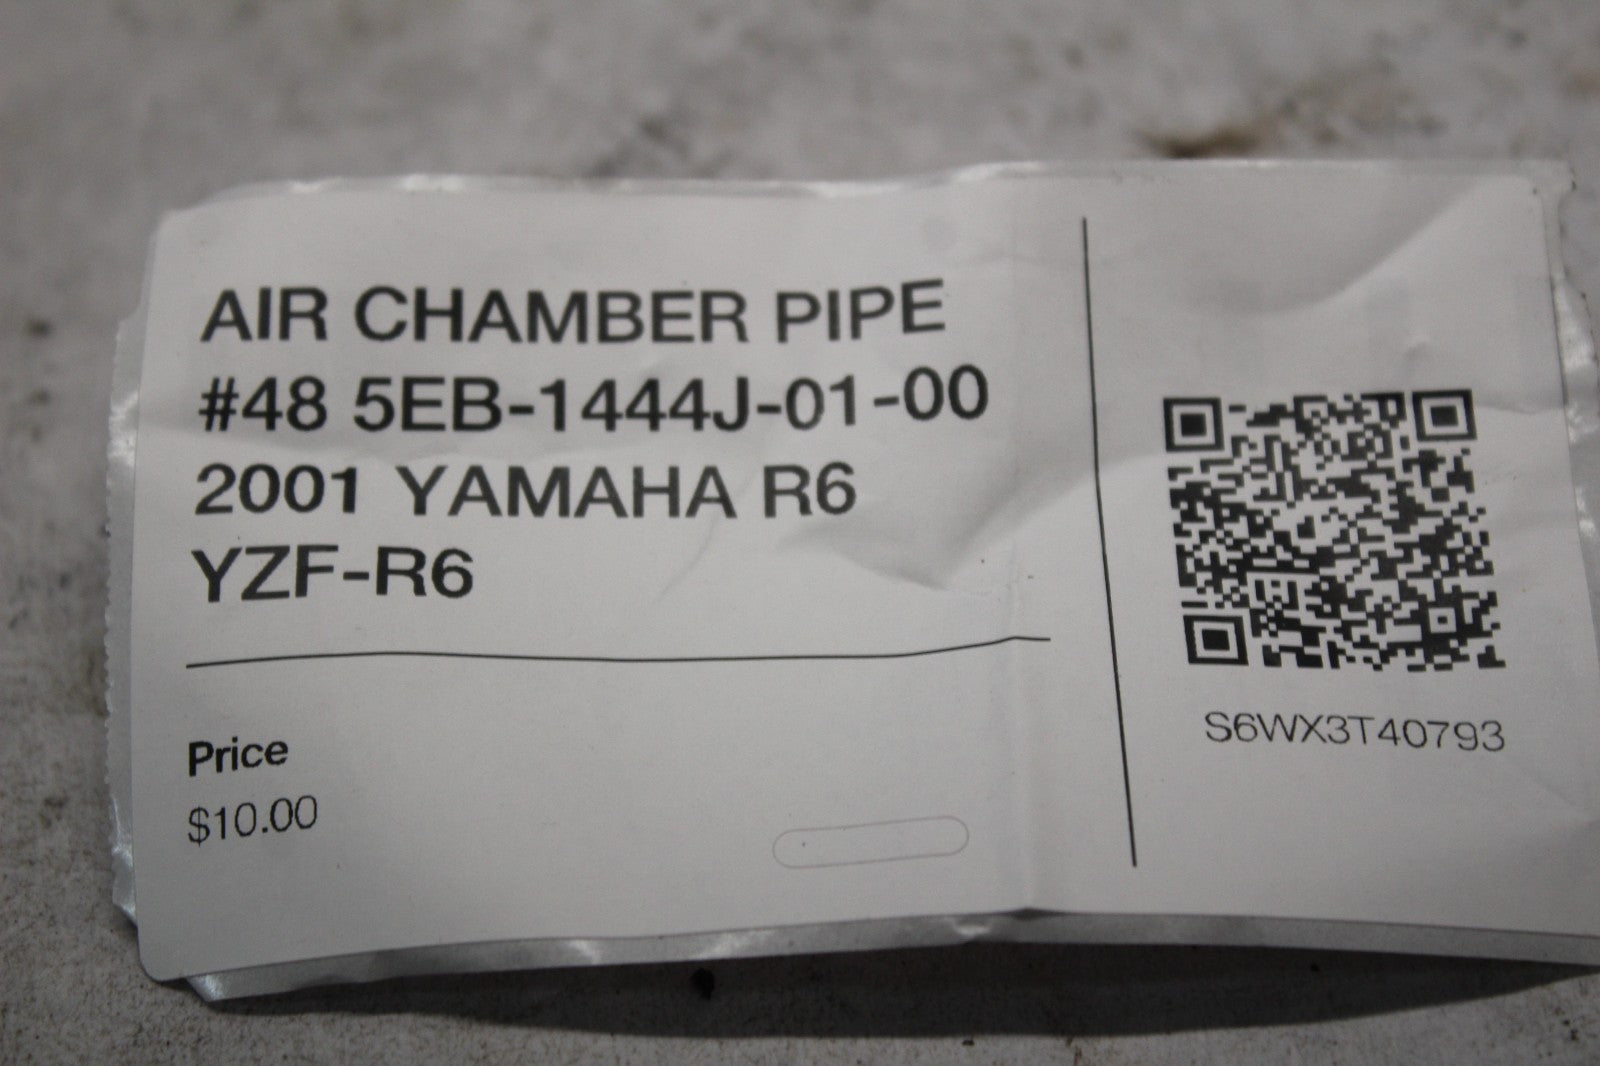 AIR CHAMBER PIPE
#48 5EB-1444J-01-00
2001 YAMAHA R6
YZF-R6
Price
$10.00
S6WX3T40793